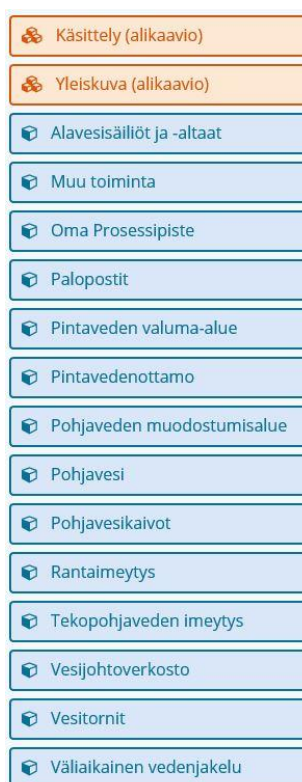 Käsittely (alikaavio)
Yleiskuva (alikaavio)
Alavesisäiliöt ja -altaat
Muu toiminta
Oma Prosessipiste
Palopostit
Pintaveden valuma-alue
Pintavedenottamo
Pohjaveden muodostumisalue
Pohjavesi
Pohjavesikaivot
Rantaimeytys
Tekopohjaveden imeytys
Vesijohtoverkosto
Vesitornit
Väliaikainen vedenjakelu